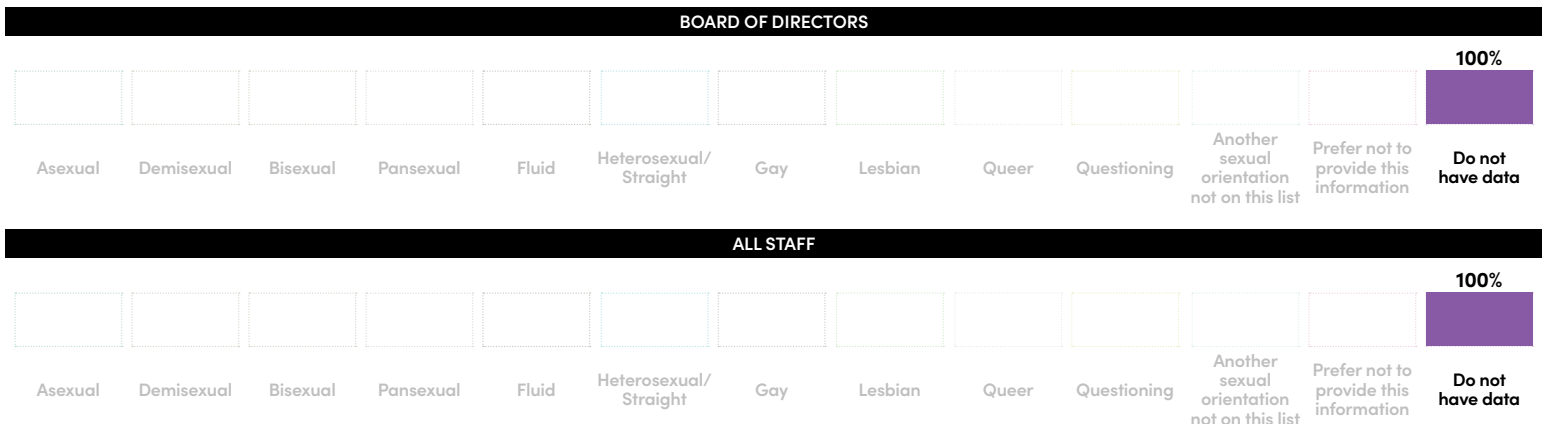 BOARD OF DIRECTORS
100%
Asexual
Demisexual
Bisexual
Pansexual
Fluid
Heterosexual/
Straight
Gay
Lesbian
Queer
Questioning
Another
sexual
orientation
not on this list
Prefer not to
provide this
information
Do not
have data
ALL STAFF
100%
Asexual
Demisexual
Bisexual
Pansexual
Fluid
Heterosexual/
Straight
Gay
Lesbian
Queer
Questioning
Another
sexual
orientation
not on this list
Prefer not to
provide this
information
Do not
have data